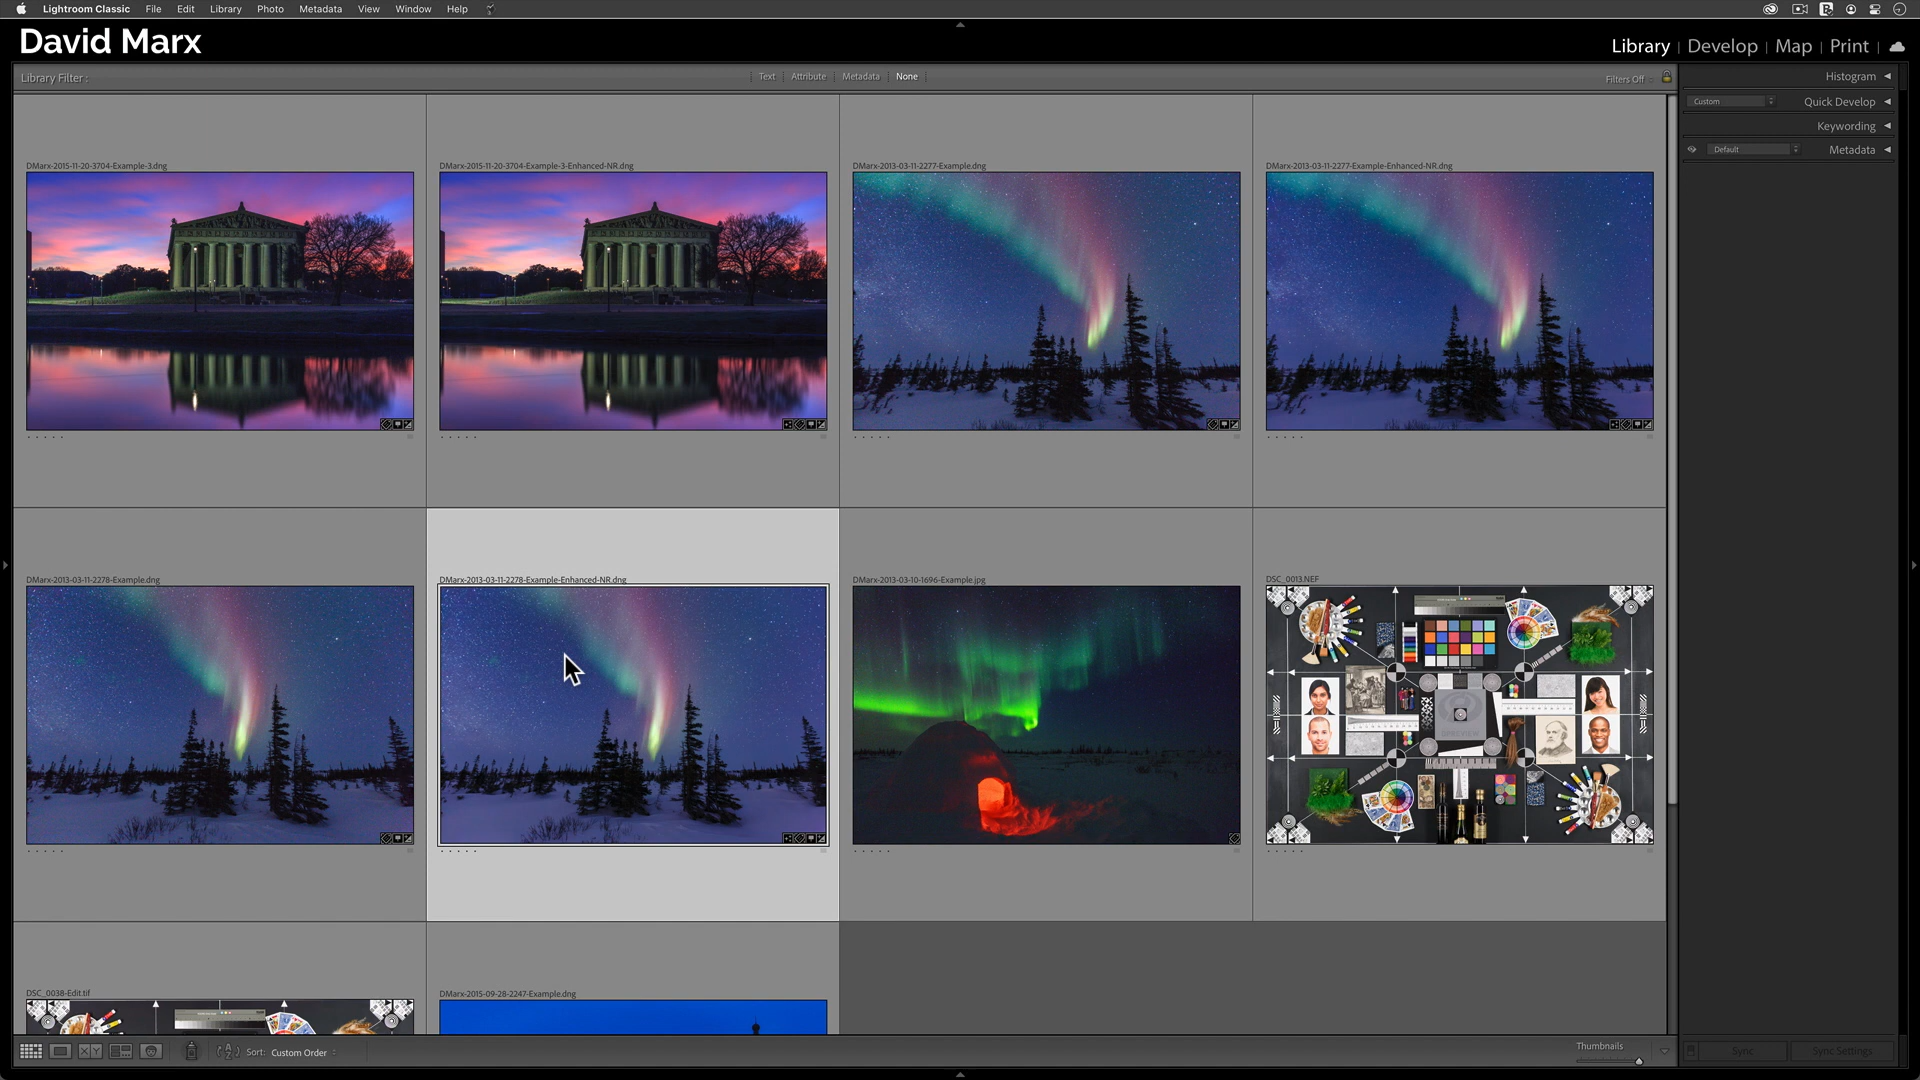 Lightroom Classic File Edit Library Photo Metadata View Window Help
David Marx
Library | Develop | Map | Print |
Library Filter :
Text | Attribute | Metadata | None |
Filters Off
Histogram
Custom
Quick Develop
Keywording
Default
Metadata
DMarx-2015-11-20-3704-Example-3.dng
DMarx-2015-11-20-3704-Example-3-Enhanced-NR.dng
DMarx-2013-03-11-2277-Example.dng
DMarx-2013-03-11-2277-Example-Enhanced-NR.dng
DMarx-2013-03-11-2278-Example.dng
DMarx-2013-03-11-2278-Example-Enhanced-NR.dng
DMarx-2013-03-10-1696-Example.jpg
DSC_0013.NEF
DSC_0038-Edit.tif
DMarx-2015-09-28-2247-Example.dng
XY
Sort: Custom Order
Thumbnails
Sync
Sync Settings